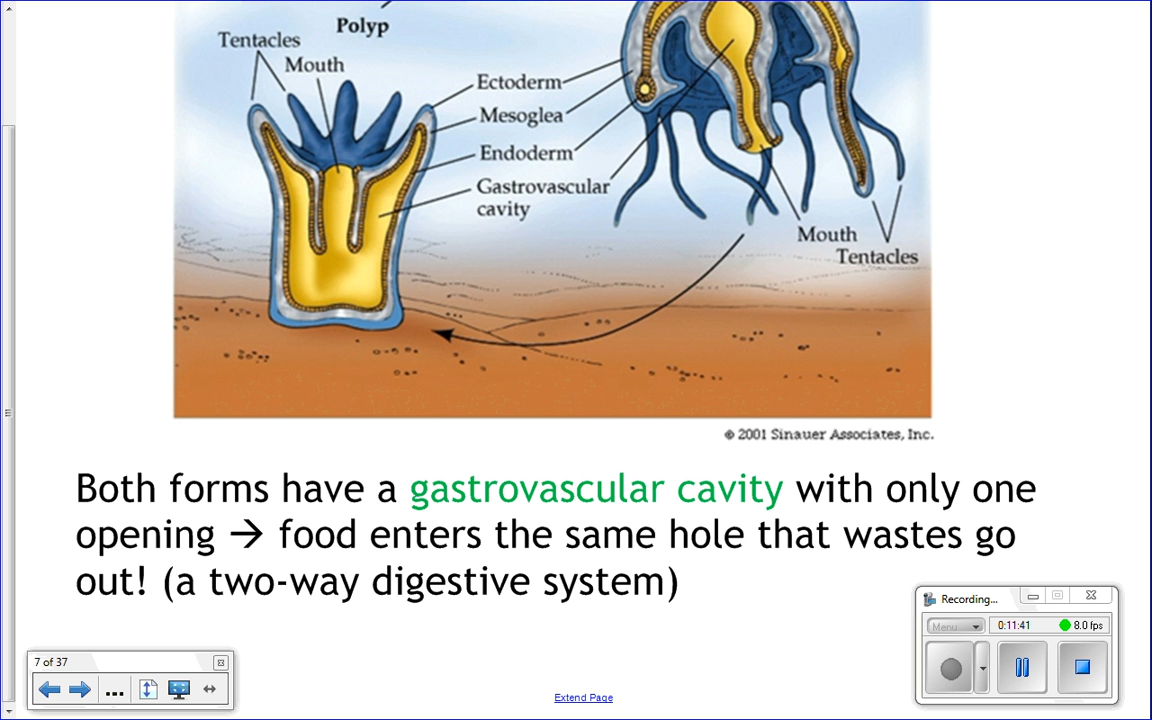 Polyp
Tentacles
Mouth
Ectoderm
Mesoglea
Endoderm
Gastrovascular
cavity
Mouth
Tentacles
© 2001 Sinauer Associates, Inc.
Both forms have a gastrovascular cavity with only one
opening → food enters the same hole that wastes go
out! (a two-way digestive system)
Recording...
Menu
0:11:41
8.0 fps
7 of 37
...
Extend Page